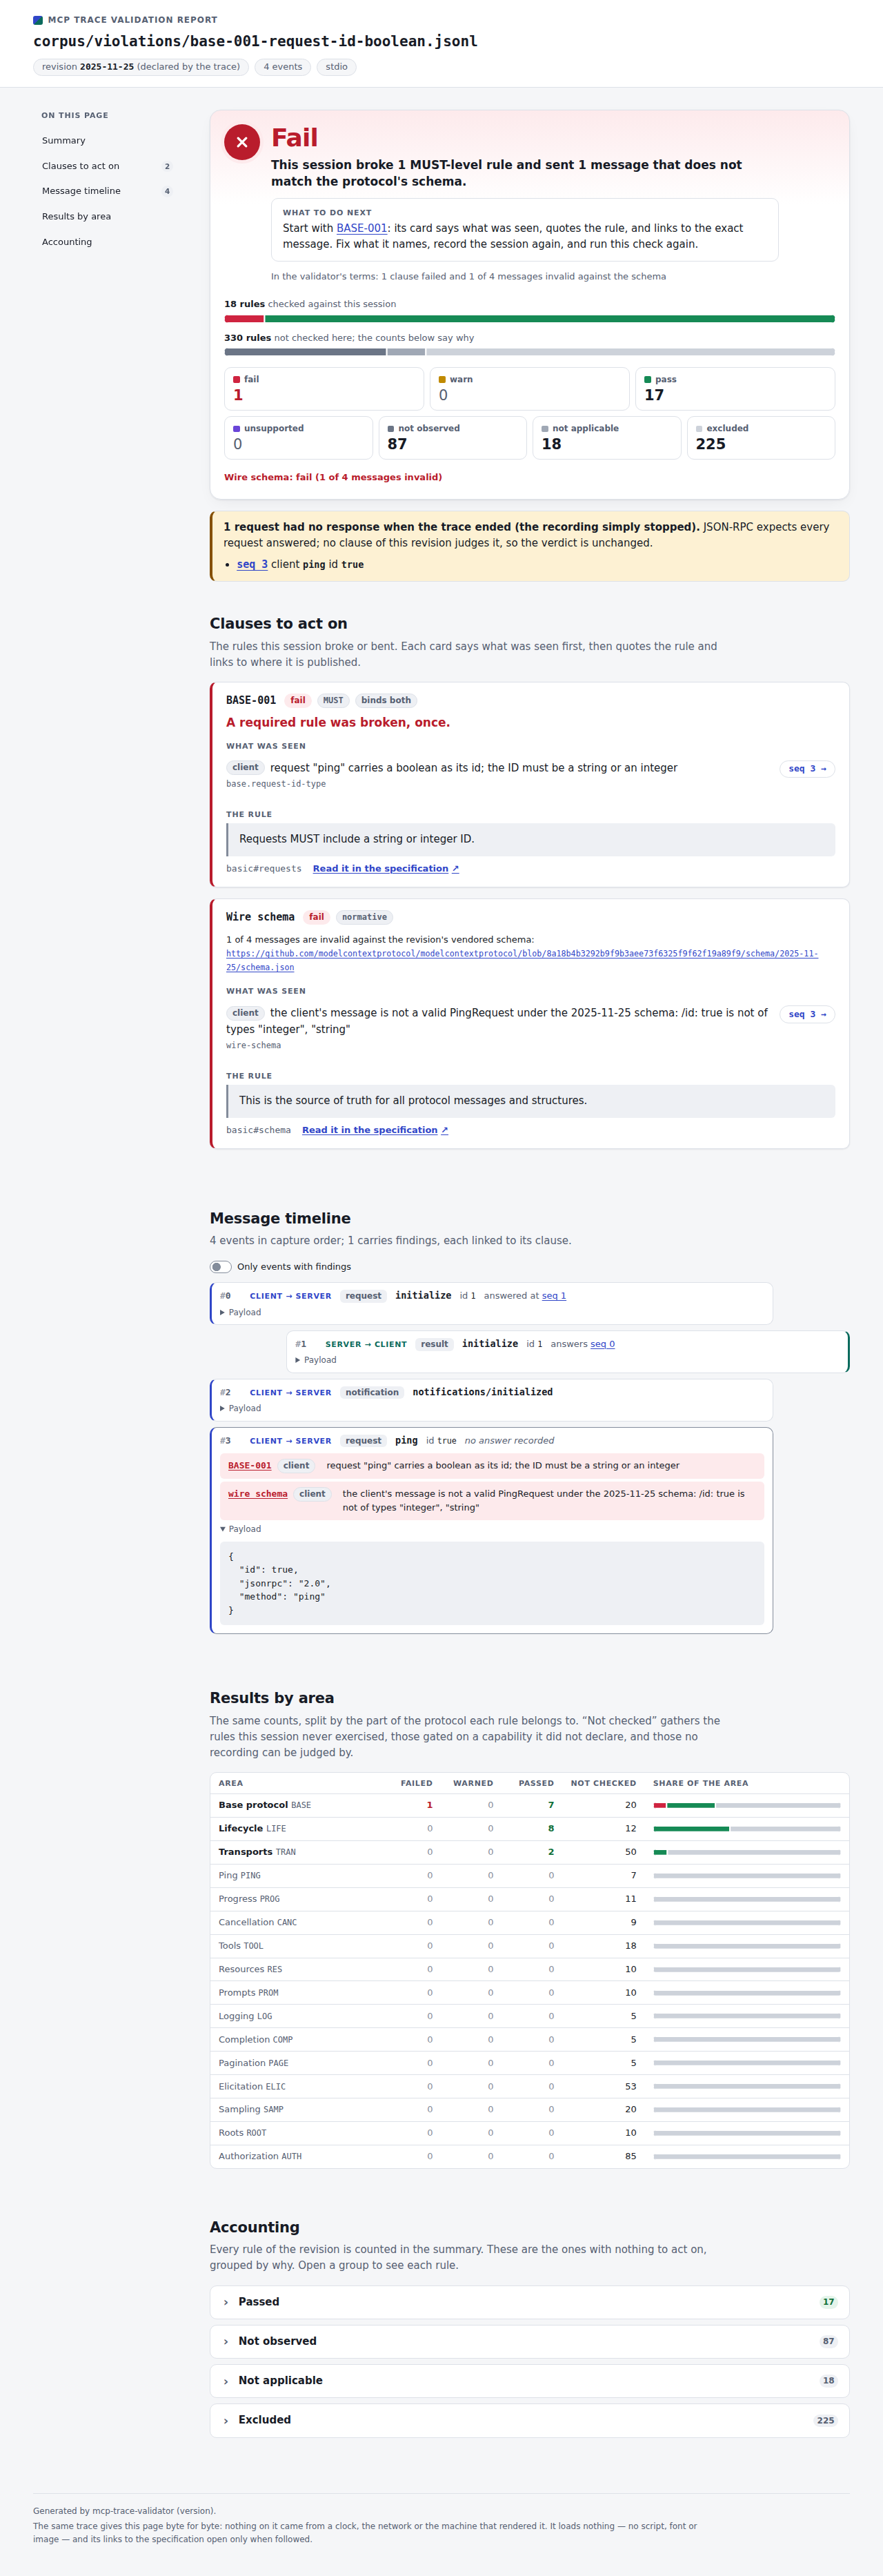 MCP TRACE VALIDATION REPORT
corpus/violations/base-001-request-id-boolean.jsonl
revision 2025-11-25 (declared by the trace) 4 events stdio
ON THIS PAGE
Summary
Clauses to act on 2
Message timeline 4
Results by area
Accounting
Fail
This session broke 1 MUST-level rule and sent 1 message that does not
match the protocol's schema.
WHAT TO DO NEXT
Start with BASE-001: its card says what was seen, quotes the rule, and links to the exact
message. Fix what it names, record the session again, and run this check again.
In the validator's terms: 1 clause failed and 1 of 4 messages invalid against the schema
18 rules checked against this session
330 rules not checked here; the counts below say why
fail
1
warn
0
pass
17
unsupported
0
not observed
87
not applicable
18
excluded
225
Wire schema: fail (1 of 4 messages invalid)
1 request had no response when the trace ended (the recording simply stopped). JSON-RPC expects every
request answered; no clause of this revision judges it, so the verdict is unchanged.
• seq 3 client ping id true
Clauses to act on
The rules this session broke or bent. Each card says what was seen first, then quotes the rule and
links to where it is published.
BASE-001 fail MUST binds both
A required rule was broken, once.
WHAT WAS SEEN
client request "ping" carries a boolean as its id; the ID must be a string or an integer seq 3 →
base.request-id-type
THE RULE
Requests MUST include a string or integer ID.
basic#requests Read it in the specification ↗
Wire schema fail normative
1 of 4 messages are invalid against the revision's vendored schema:
https://github.com/modelcontextprotocol/modelcontextprotocol/blob/8a18b4b3292b9f9b3aee73f6325f9f62f19a89f9/schema/2025-11-
25/schema.json
WHAT WAS SEEN
client the client's message is not a valid PingRequest under the 2025-11-25 schema: /id: true is not of seq 3 →
types "integer", "string"
wire-schema
THE RULE
This is the source of truth for all protocol messages and structures.
basic#schema Read it in the specification ↗
Message timeline
4 events in capture order; 1 carries findings, each linked to its clause.
Only events with findings
#0 CLIENT → SERVER request initialize id 1 answered at seq 1
▶ Payload
#1 SERVER → CLIENT result initialize id 1 answers seq 0
▶ Payload
#2 CLIENT → SERVER notification notifications/initialized
▶ Payload
#3 CLIENT → SERVER request ping id true no answer recorded
BASE-001 client request "ping" carries a boolean as its id; the ID must be a string or an integer
wire schema client the client's message is not a valid PingRequest under the 2025-11-25 schema: /id: true is
not of types "integer", "string"
▼ Payload
{
"id": true,
"jsonrpc": "2.0",
"method": "ping"
}
Results by area
The same counts, split by the part of the protocol each rule belongs to. “Not checked” gathers the
rules this session never exercised, those gated on a capability it did not declare, and those no
recording can be judged by.
AREA FAILED WARNED PASSED NOT CHECKED SHARE OF THE AREA
Base protocol BASE 1 0 7 20
Lifecycle LIFE 0 0 8 12
Transports TRAN 0 0 2 50
Ping PING 0 0 0 7
Progress PROG 0 0 0 11
Cancellation CANC 0 0 0 9
Tools TOOL 0 0 0 18
Resources RES 0 0 0 10
Prompts PROM 0 0 0 10
Logging LOG 0 0 0 5
Completion COMP 0 0 0 5
Pagination PAGE 0 0 0 5
Elicitation ELIC 0 0 0 53
Sampling SAMP 0 0 0 20
Roots ROOT 0 0 0 10
Authorization AUTH 0 0 0 85
Accounting
Every rule of the revision is counted in the summary. These are the ones with nothing to act on,
grouped by why. Open a group to see each rule.
› Passed 17
› Not observed 87
› Not applicable 18
› Excluded 225
Generated by mcp-trace-validator (version).
The same trace gives this page byte for byte: nothing on it came from a clock, the network or the machine that rendered it. It loads nothing — no script, font or
image — and its links to the specification open only when followed.